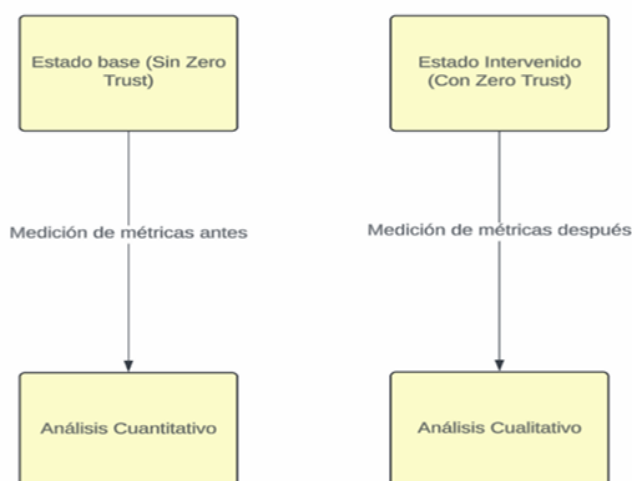 Estado base (Sin Zero
Trust)
Estado Intervenido
(Con Zero Trust)
Medición de métricas antes
Medición de métricas después
Análisis Cuantitativo
Análisis Cualitativo